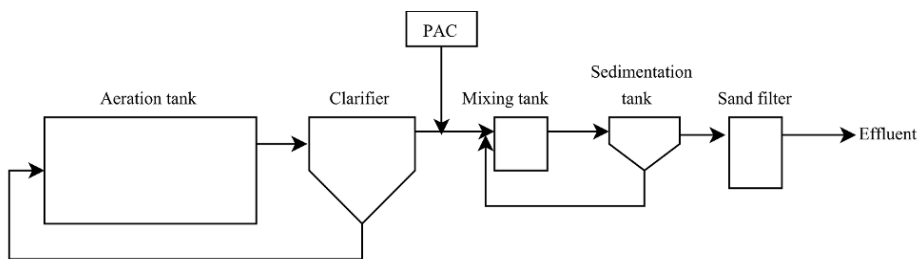 PAC
Sedimentation
Aeration tank
Clarifier
Mixing tank
tank
Sand filter
Effluent